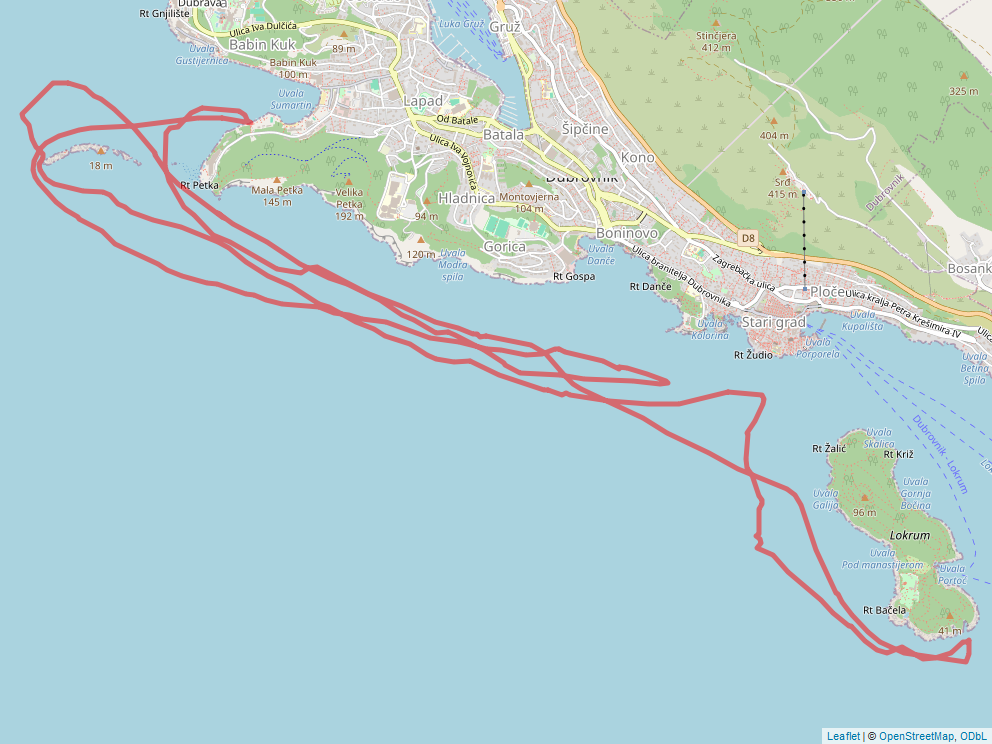 Dubrava
Rt Gnjilište
Ulica Iva Dulčića
Luka Gruž
Gruž
Stinčjera
412 m
Babin Kuk
89 m
Uvala
Gustijernica
Babin Kuk
100 m
325 m
Uvala
Sumartin
Lapad
Od Batale
Batala
Šipčine
404 m
Ulica Iva Vojnovića
Kono
18 m
Rt Petka
Mala Petka
145 m
Velika
Petka
192 m
Dubrovnik
Srđ
415 m
Dubrovnik
Hladnica
Montovjerna
104 m
94 m
Boninovo
D8
Gorica
120 m
Uvala
Modra
spila
Uvala
Danče
Rt Gospa
Ulica branitelja Dubrovnika
Zagrebačka ulica
Bosank
Rt Danče
Ploče
Ulica kralja Petra Krešimira IV
Ulica
Uvala
Kolorina
Stari grad
Uvala
Kupališta
Rt Žudio
Uvala
Porporela
Uvala
Betina
Spila
Dubrovnik - Lokrum
Lok
Uvala
Skalica
Rt Žalić
Rt Križ
Uvala
Galija
Uvala
Gornja
Bočina
96 m
Lokrum
Uvala
Pod manastijerom
Uvala
Portoč
Rt Bačela
41 m
Leaflet | © OpenStreetMap, ODbL